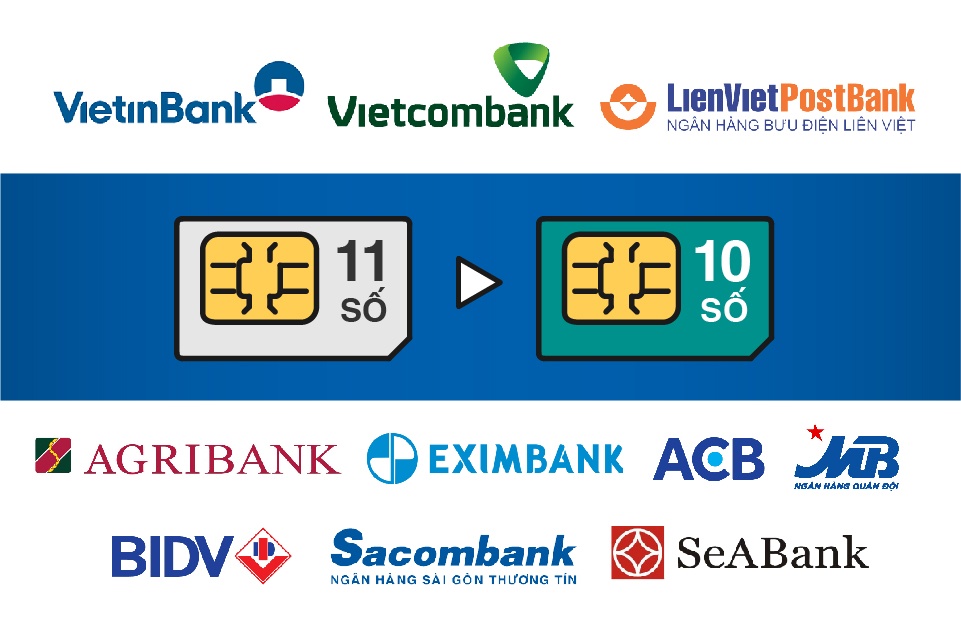 VietinBank
Vietcombank
LienVietPostBank
NGÂN HÀNG BƯU ĐIỆN LIÊN VIỆT
11
SỐ
10
SỐ
AGRIBANK
EXIMBANK
ACB
MB
NGÂN HÀNG QUÂN ĐỘI
BIDV
Sacombank
NGÂN HÀNG SÀI GÒN THƯƠNG TÍN
SeABank